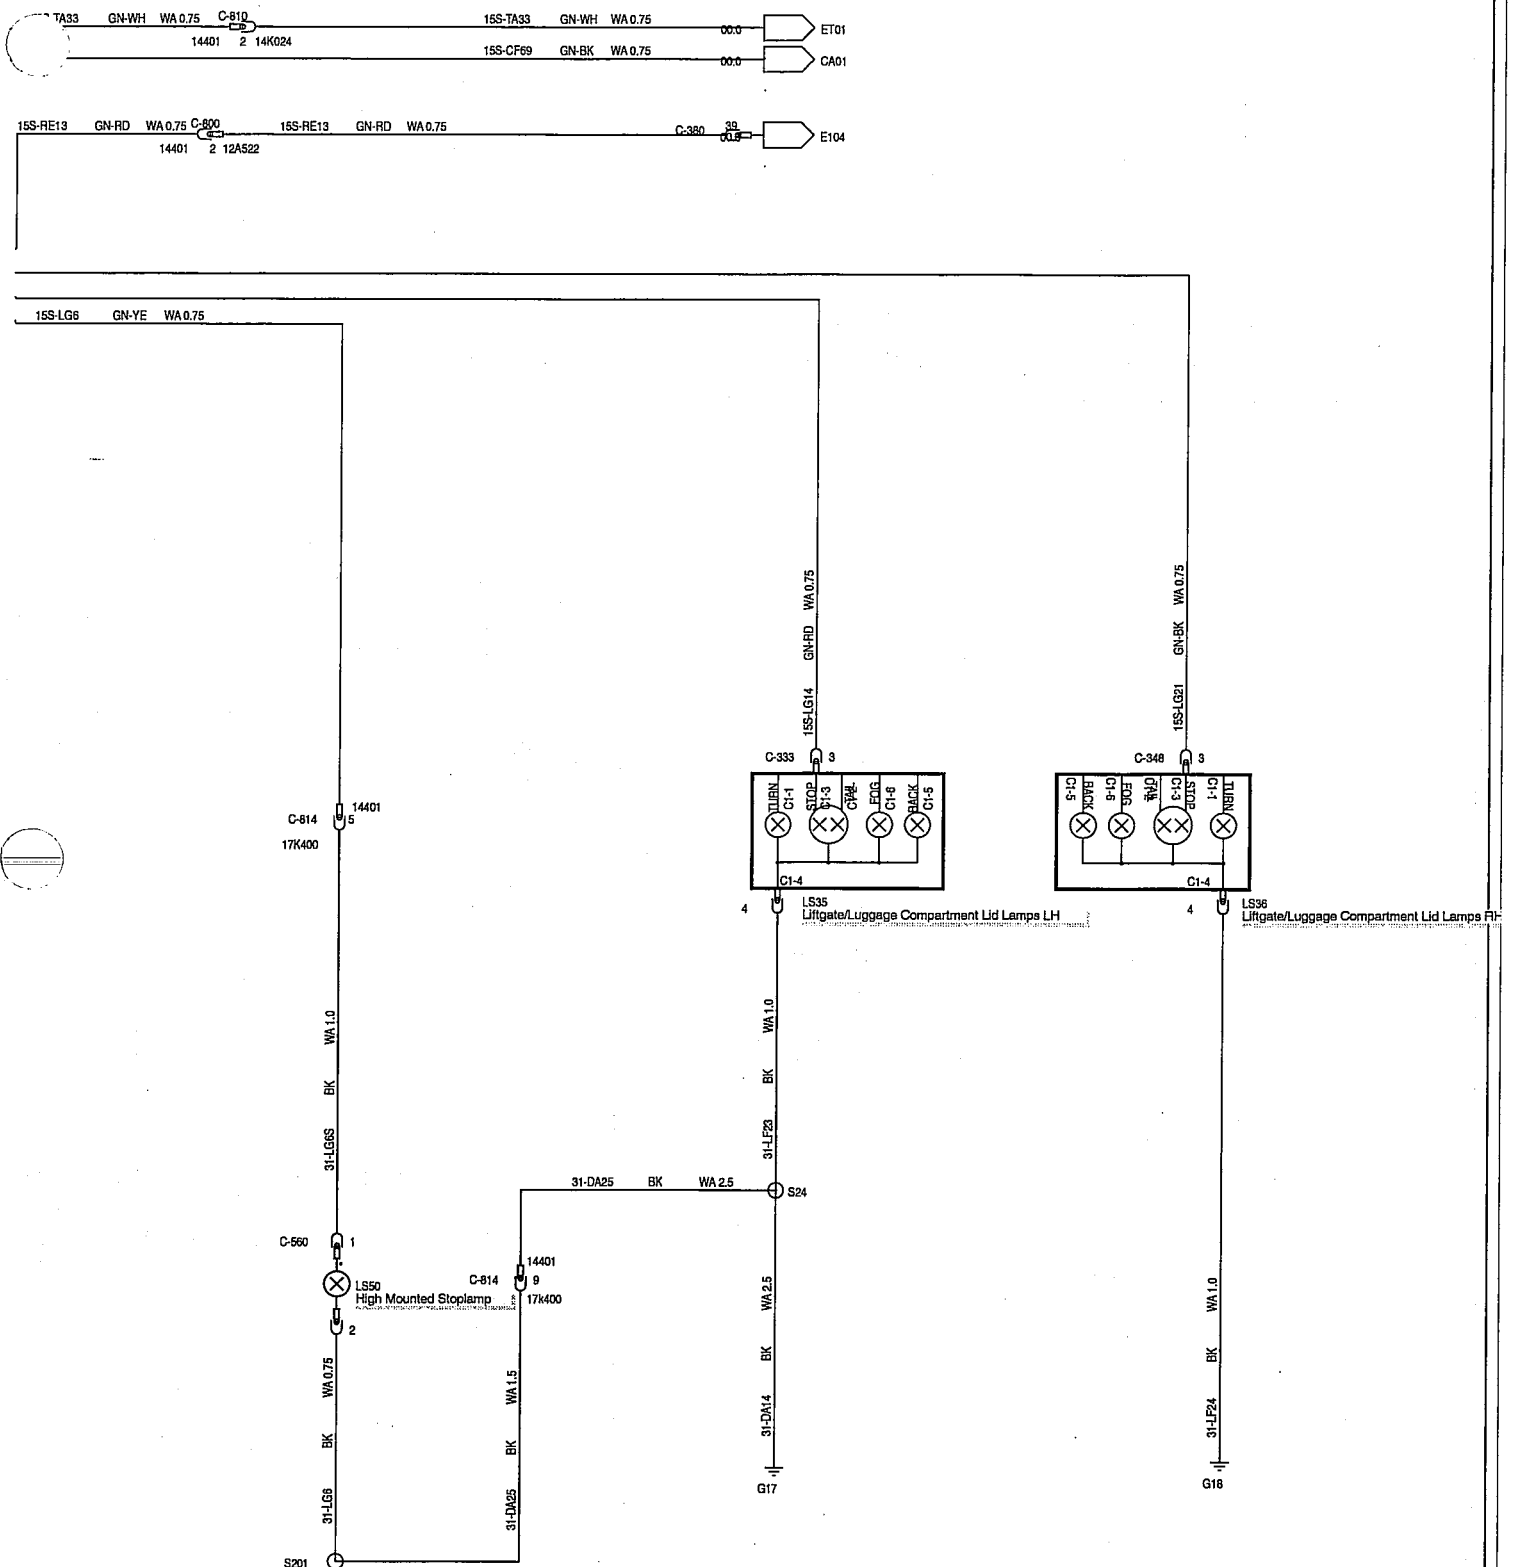 TA33 GN-WH WA 0.75 C-810 15S-TA33 GN-WH WA 0.75 00.0 ET01
14401 2 14K024
15S-CF69 GN-BK WA 0.75 00.0 CA01
15S-RE13 GN-RD WA 0.75 C-800 15S-RE13 GN-RD WA 0.75 C-380 39 E104
14401 2 12A522
15S-LG6 GN-YE WA 0.75
15S-LG14 GN-RD WA 0.75
15S-LG21 GN-BK WA 0.75
C-333 3
C-348 3
TURN C1-1
STOP C1-3
TAIL
FOG C1-6
BACK C1-5
C1-4
BACK C1-5
FOG C1-6
TAIL
STOP C1-3
TURN C1-1
C1-4
14401
C-814 5
17K400
4 LS35
Liftgate/Luggage Compartment Lid Lamps LH
4 LS36
Liftgate/Luggage Compartment Lid Lamps RH
31-LG6S BK WA 1.0
31-LF23 BK WA 1.0
31-DA25 BK WA 2.5 S24
C-560 1
LS50
High Mounted Stoplamp
2
14401
C-814 9
17k400
31-LG6 BK WA 0.75
31-DA25 BK WA 1.5
31-DA14 BK WA 2.5
31-LF24 BK WA 1.0
G17
G18
S201